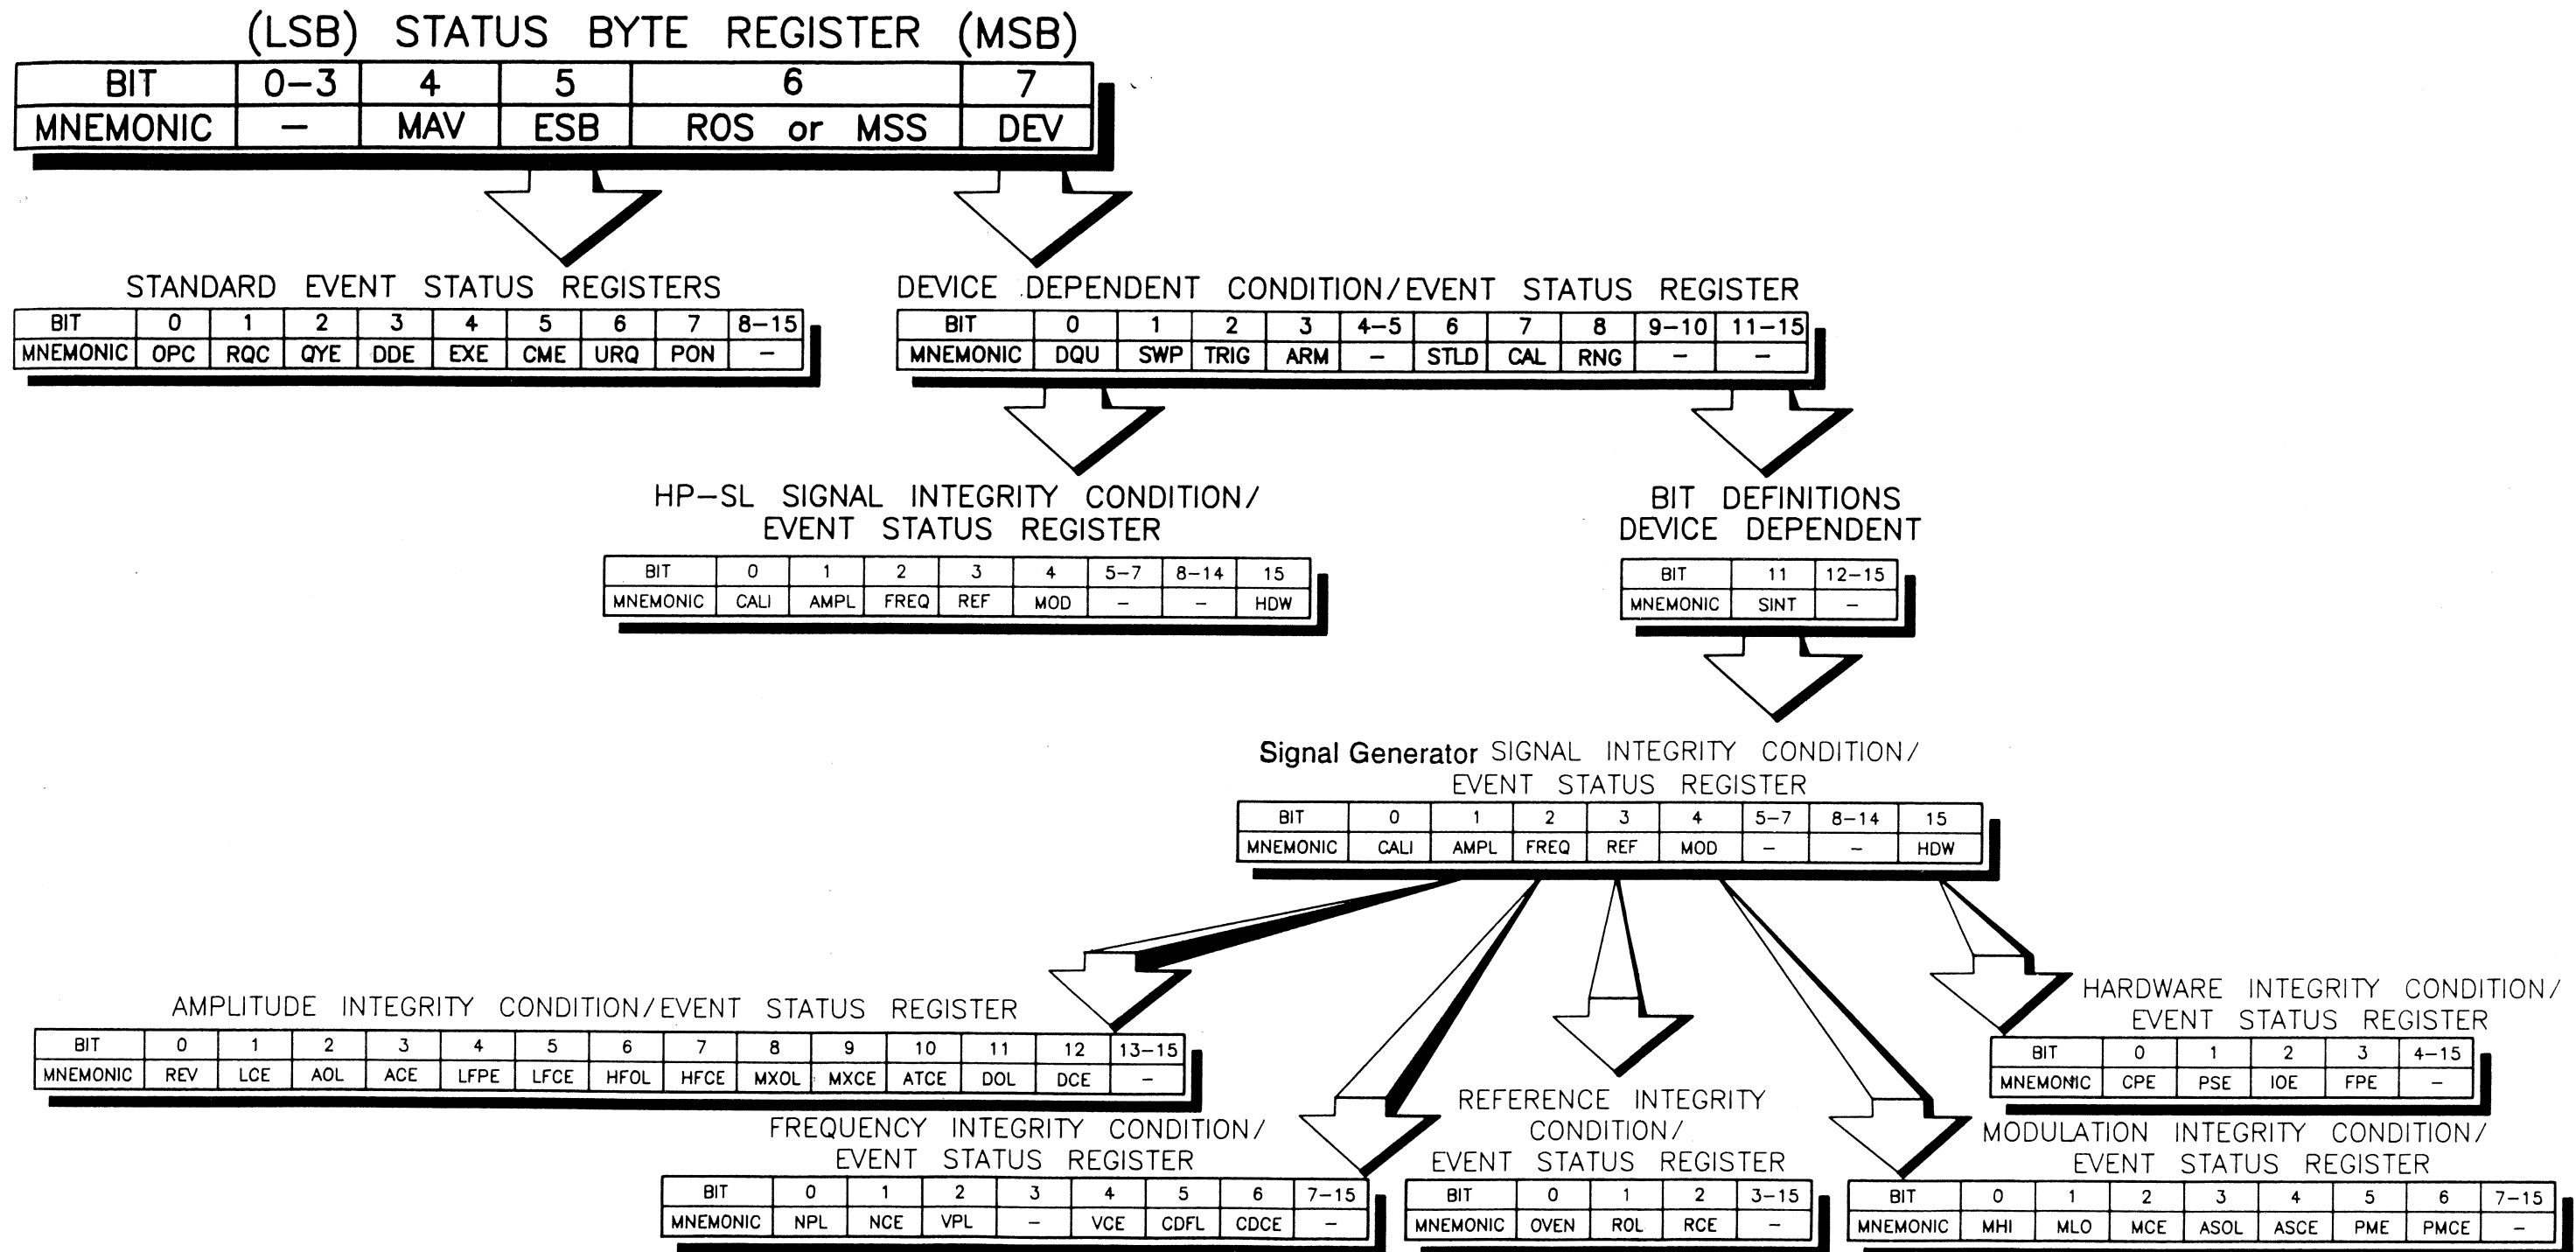 (LSB) STATUS BYTE REGISTER (MSB)
BIT 0-3 4 5 6 7
MNEMONIC - MAV ESB ROS or MSS DEV
STANDARD EVENT STATUS REGISTERS
BIT 0 1 2 3 4 5 6 7 8-15
MNEMONIC OPC RQC QYE DDE EXE CME URQ PON -
DEVICE DEPENDENT CONDITION/EVENT STATUS REGISTER
BIT 0 1 2 3 4-5 6 7 8 9-10 11-15
MNEMONIC DQU SWP TRIG ARM - STLD CAL RNG - -
HP-SL SIGNAL INTEGRITY CONDITION/
EVENT STATUS REGISTER
BIT 0 1 2 3 4 5-7 8-14 15
MNEMONIC CALI AMPL FREQ REF MOD - - HDW
BIT DEFINITIONS
DEVICE DEPENDENT
BIT 11 12-15
MNEMONIC SINT -
Signal Generator SIGNAL INTEGRITY CONDITION/
EVENT STATUS REGISTER
BIT 0 1 2 3 4 5-7 8-14 15
MNEMONIC CALI AMPL FREQ REF MOD - - HDW
AMPLITUDE INTEGRITY CONDITION/EVENT STATUS REGISTER
BIT 0 1 2 3 4 5 6 7 8 9 10 11 12 13-15
MNEMONIC REV LCE AOL ACE LFPE LFCE HFOL HFCE MXOL MXCE ATCE DOL DCE -
HARDWARE INTEGRITY CONDITION/
EVENT STATUS REGISTER
BIT 0 1 2 3 4-15
MNEMONIC CPE PSE IOE FPE -
FREQUENCY INTEGRITY CONDITION/
EVENT STATUS REGISTER
BIT 0 1 2 3 4 5 6 7-15
MNEMONIC NPL NCE VPL - VCE CDFL CDCE -
REFERENCE INTEGRITY
CONDITION/
EVENT STATUS REGISTER
BIT 0 1 2 3-15
MNEMONIC OVEN ROL RCE -
MODULATION INTEGRITY CONDITION/
EVENT STATUS REGISTER
BIT 0 1 2 3 4 5 6 7-15
MNEMONIC MHI MLO MCE ASOL ASCE PME PMCE -